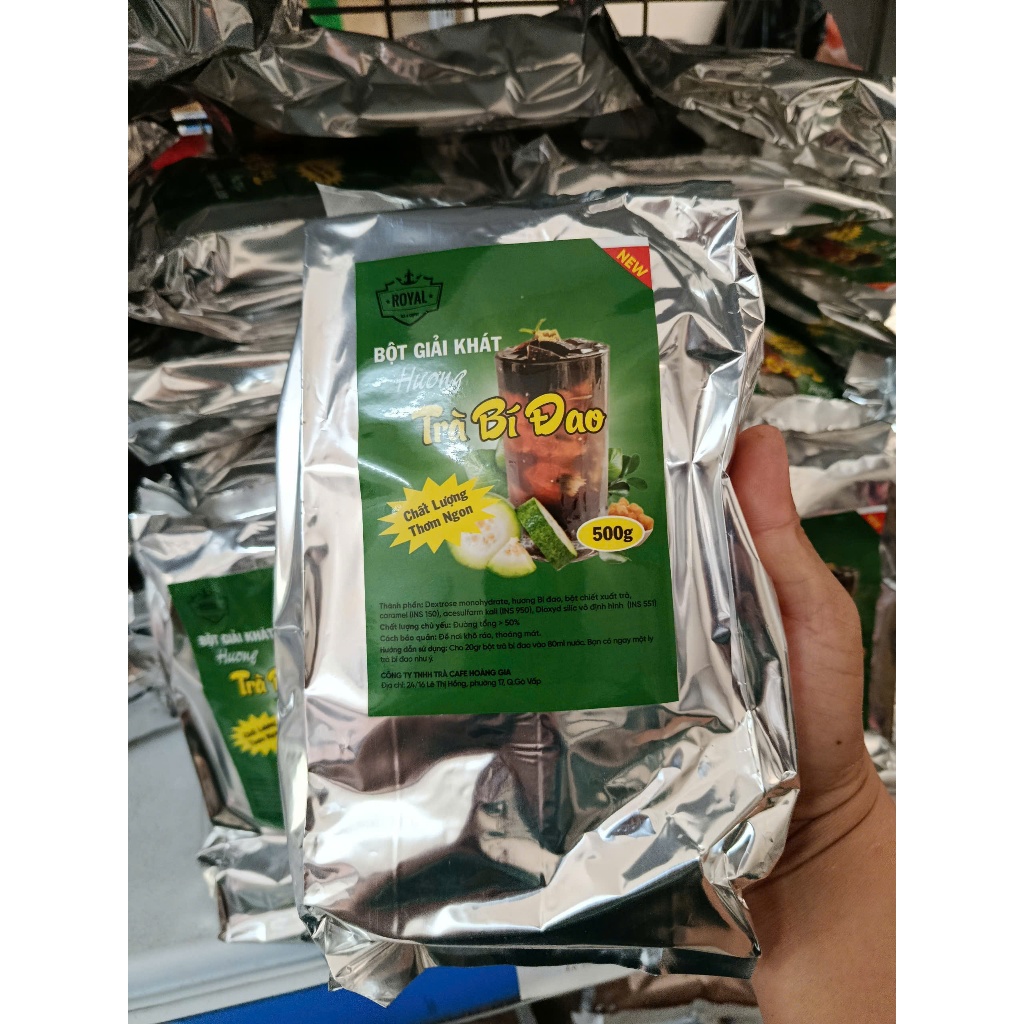 NEW
ROYAL
BỘT GIẢI KHÁT
Hương
Trà Bí Đao
Chất Lượng
Thơm Ngon
500g
Thành phần: Dextrose monohydrate, hương Bí đao, bột chiết xuất trà,
caramel (INS 150), acesulfarm kali (INS 950), Dioxyd silic vô định hình (INS 551)
Chất lượng chủ yếu: Đường tổng > 50%
Cách bảo quản: Để nơi khô ráo, thoáng mát.
Hướng dẫn sử dụng: Cho 20gr bột trà bí đao vào 80ml nước. Bạn có ngay một ly
trà bí đao như ý.
CÔNG TY TNHH TRÀ CAFE HOÀNG GIA
Địa chỉ: 24/16 Lê Thị Hồng, phường 17, Q.Gò Vấp
BỘT GIẢI KHÁT
Hương
Trà